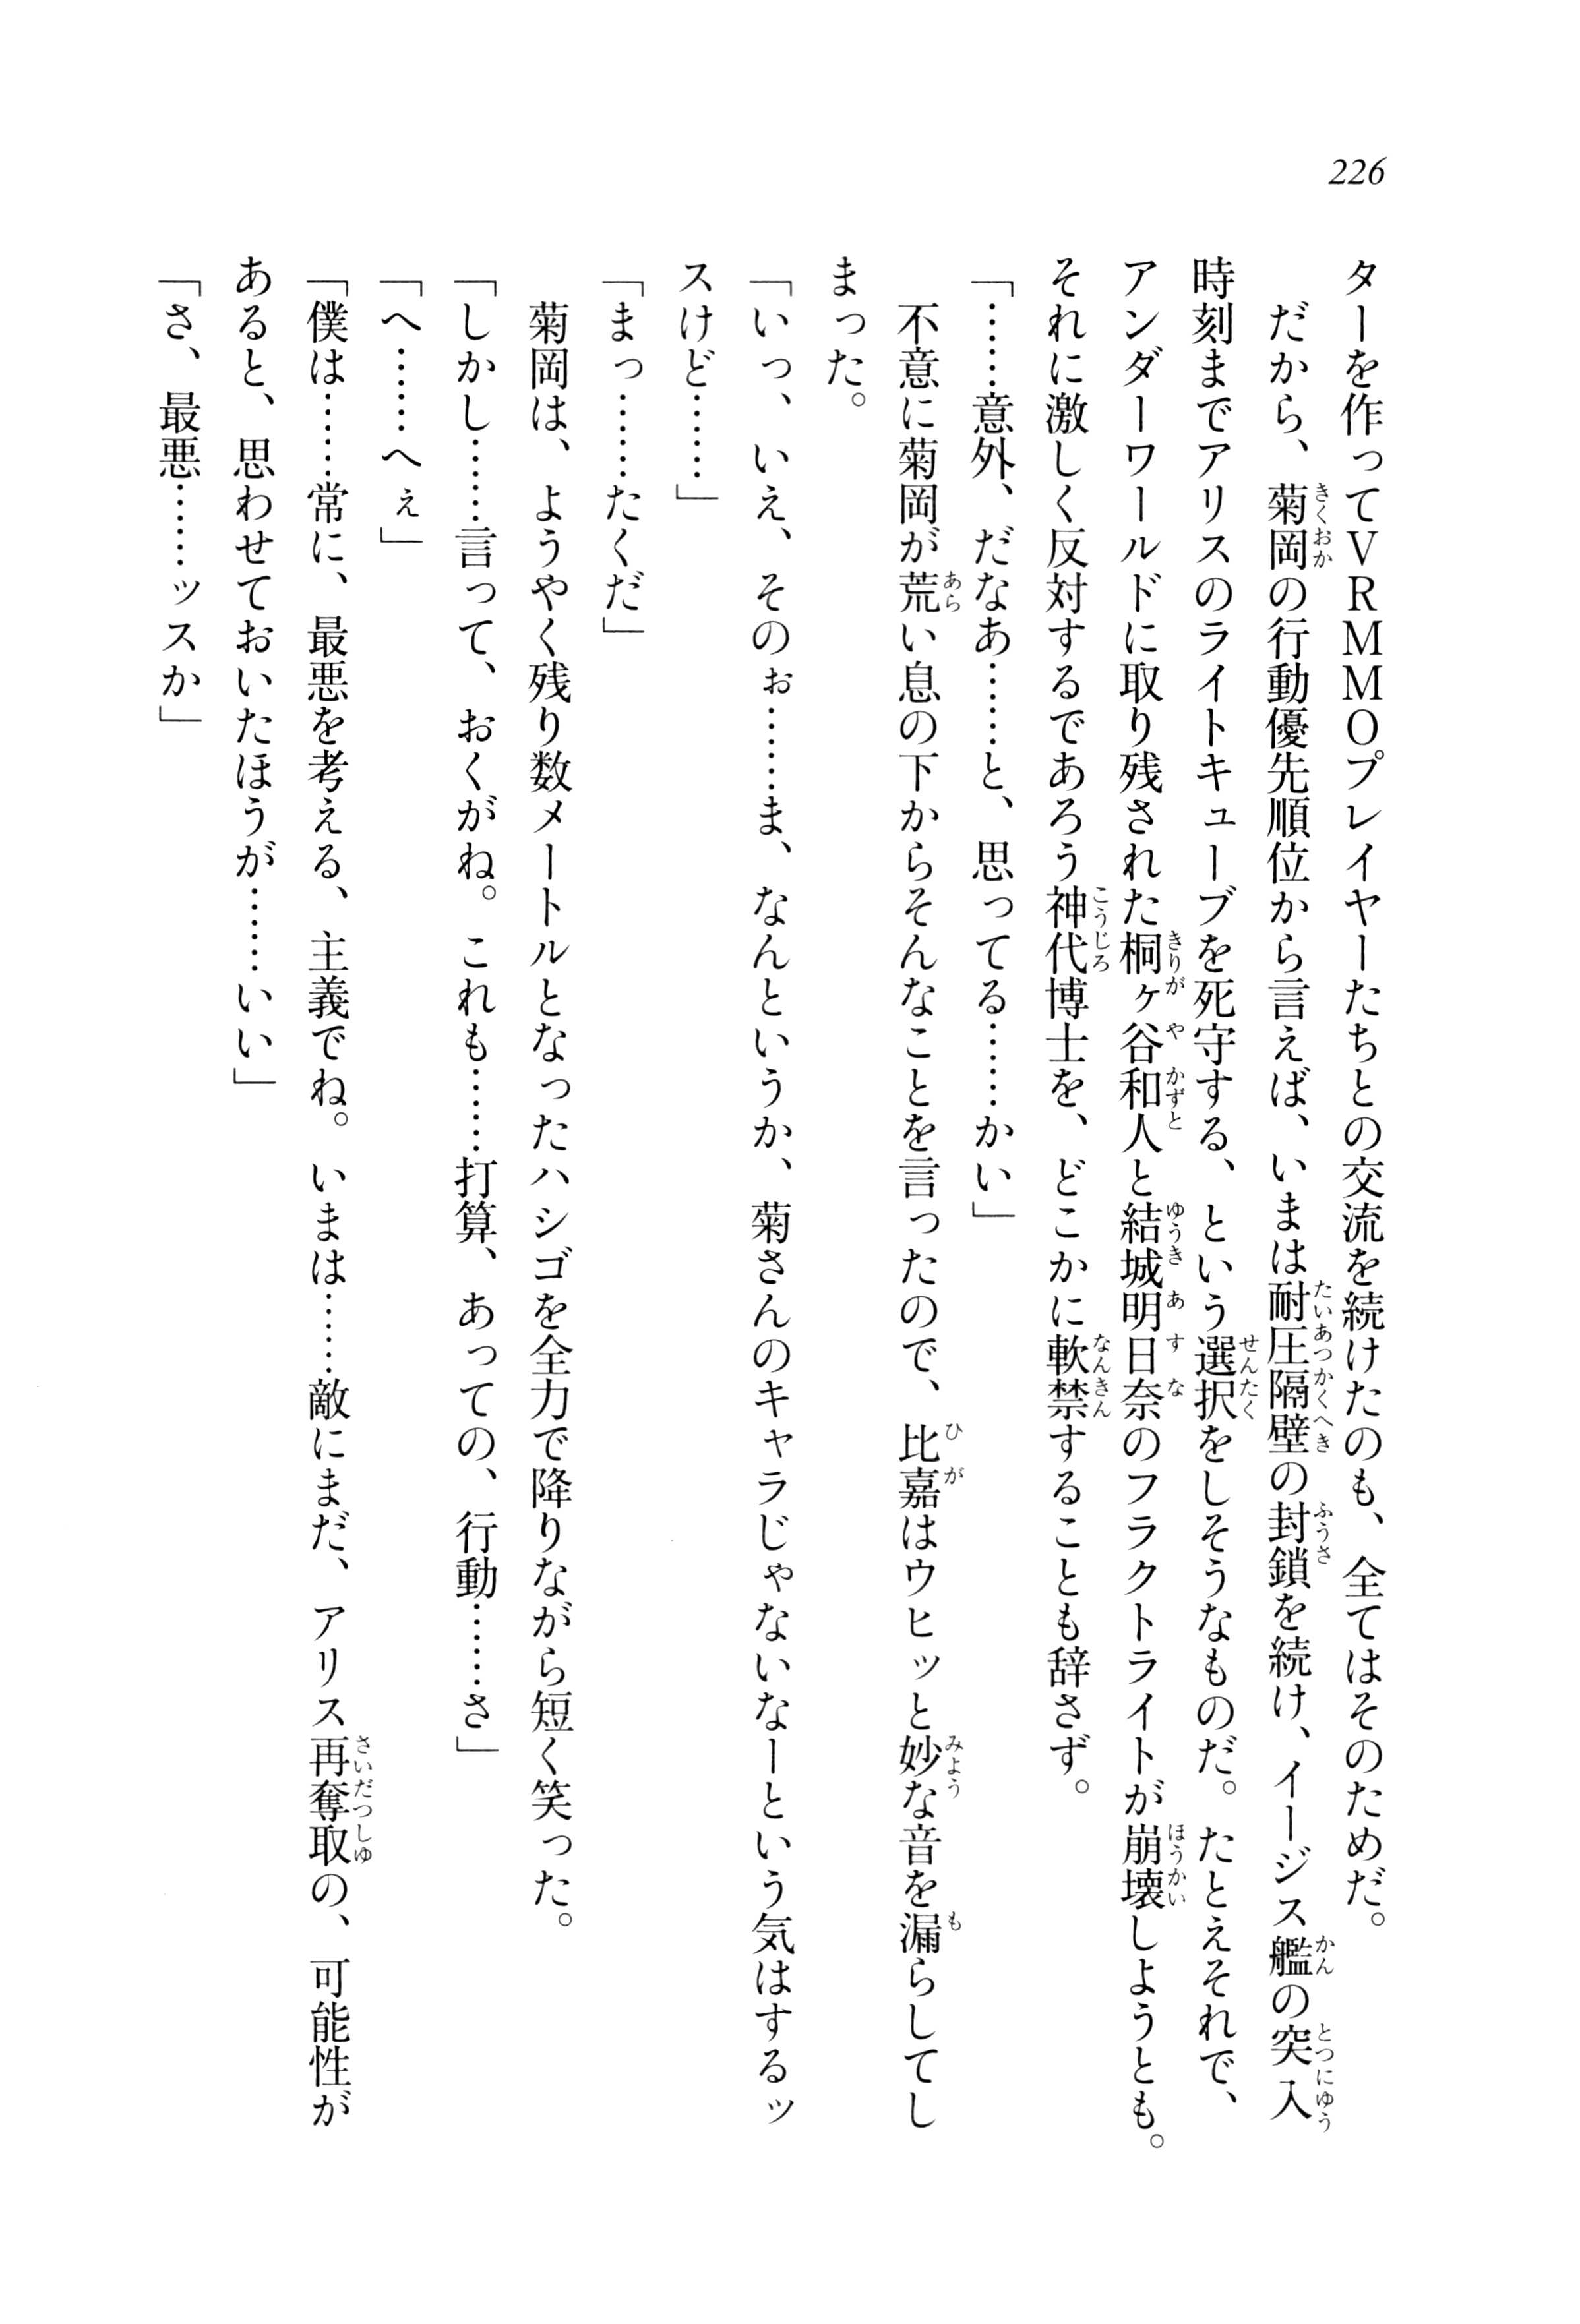 226
ターを作ってVRMMOプレイヤーたちとの交流を続けたのも、全てはそのためだ。
だから、菊岡の行動優先順位から言えば、いまは耐圧隔壁の封鎖を続け、イージス艦の突入
時刻までアリスのライトキューブを死守する、という選択をしそうなものだ。たとえそれで、
アンダーワールドに取り残された桐ヶ谷和人と結城明日奈のフラクトライトが崩壊しようとも。
それに激しく反対するであろう神代博士を、どこかに軟禁することも辞さず。
「……意外、だなあ………と、思ってる………かい」
不意に菊岡が荒い息の下からそんなことを言ったので、比嘉はウヒッと妙な音を漏らしてし
まった。
「いっ、いえ、そのぉ………ま、なんというか、菊さんのキャラじゃないなーという気はするッ
スけど………」
「まっ………たくだ」
菊岡は、ようやく残り数メートルとなったハシゴを全力で降りながら短く笑った。
「しかし……言って、おくがね。これも……打算、あっての、行動………さ」
「へ……へぇ」
「僕は……常に、最悪を考える、主義でね。いまは……敵にまだ、アリス再奪取の、可能性が
あると、思わせておいたほうが………いい」
「さ、最悪………ッスか」